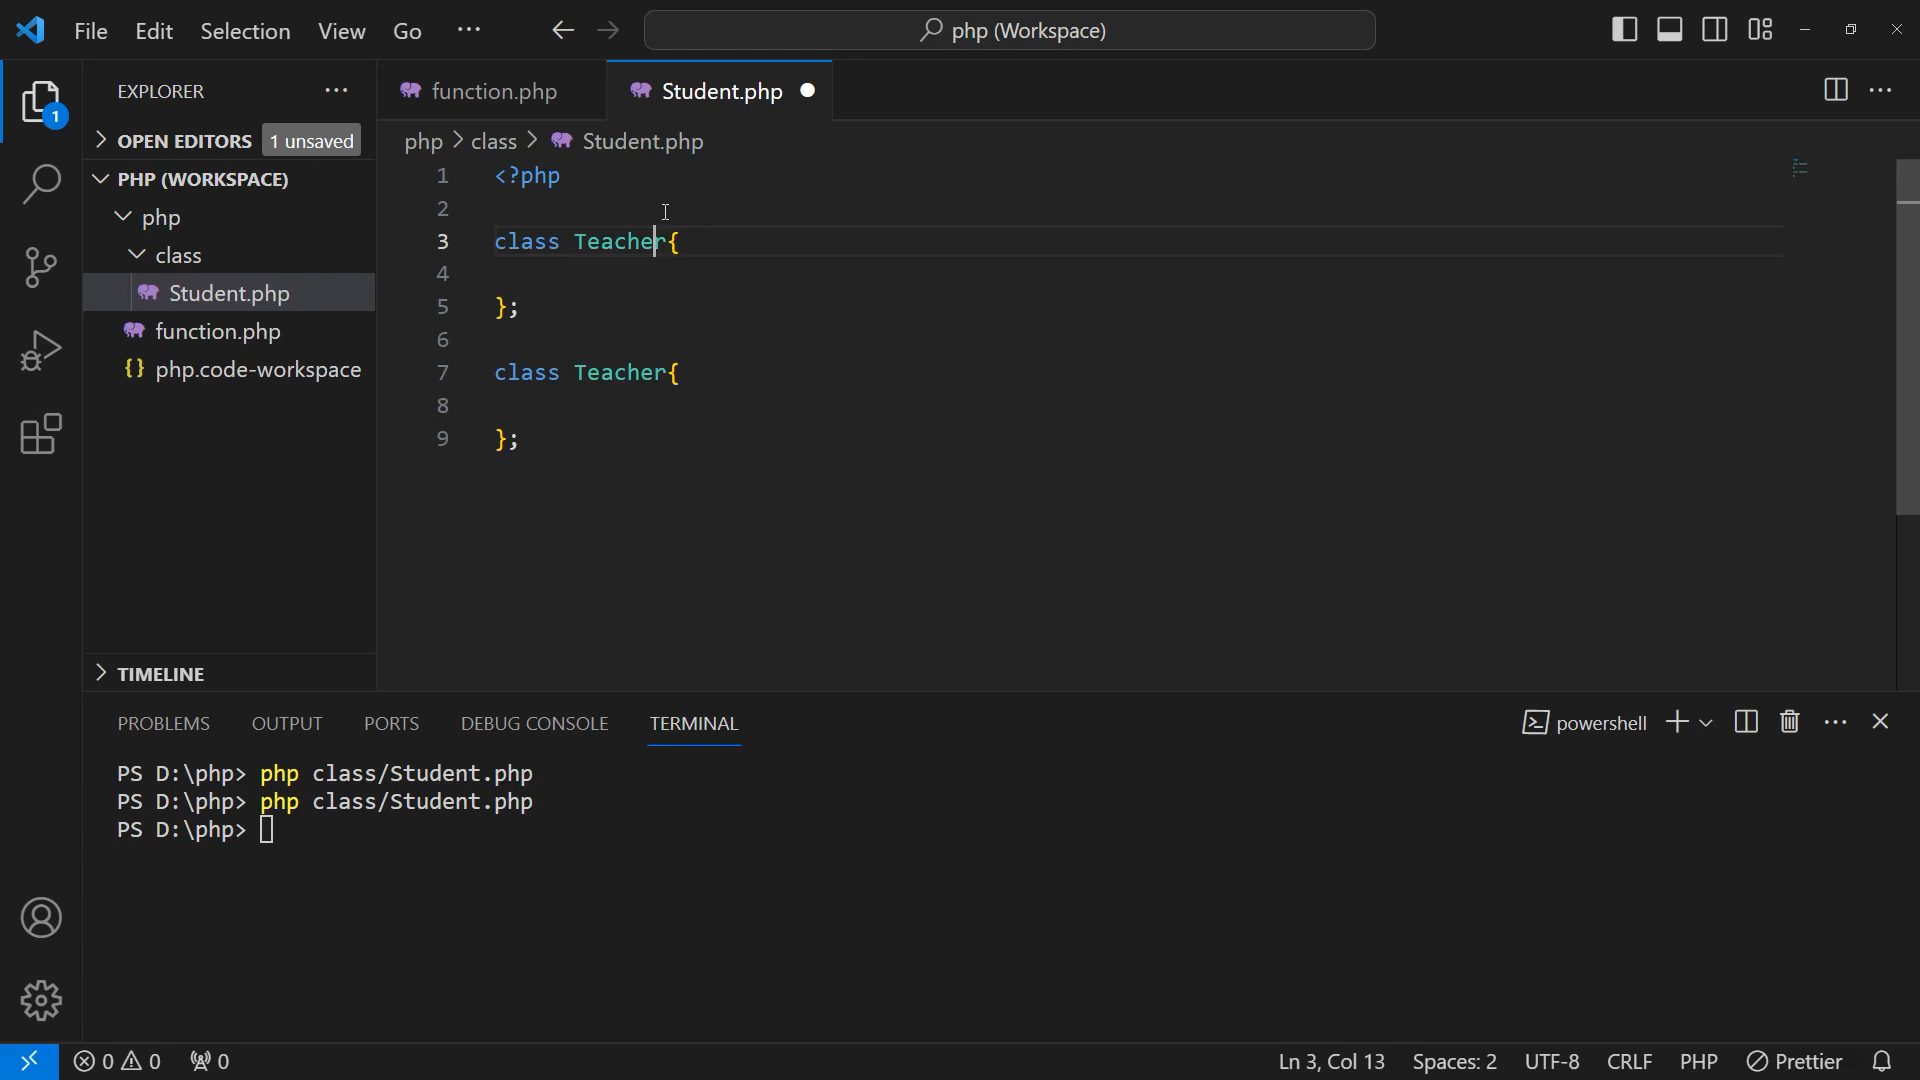 File Edit Selection View Go ···
php (Workspace)
EXPLORER ···
OPEN EDITORS 1 unsaved
PHP (WORKSPACE)
php
class
Student.php
function.php
php.code-workspace
TIMELINE
1
function.php Student.php
php > class > Student.php
1 <?php
2
3 class Teacher{
4
5 };
6
7 class Teacher{
8
9 };
PROBLEMS OUTPUT PORTS DEBUG CONSOLE TERMINAL
powershell
PS D:\php> php class/Student.php
PS D:\php> php class/Student.php
PS D:\php>
0 0 0
Ln 3, Col 13 Spaces: 2 UTF-8 CRLF PHP Prettier